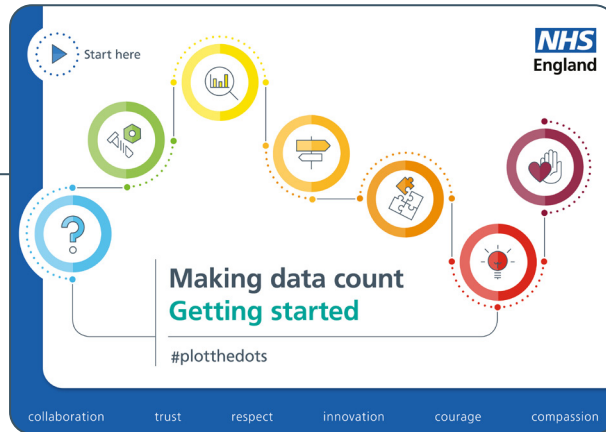 Start here
NHS
England
Making data count
Getting started
#plotthedots
collaboration trust respect innovation courage compassion